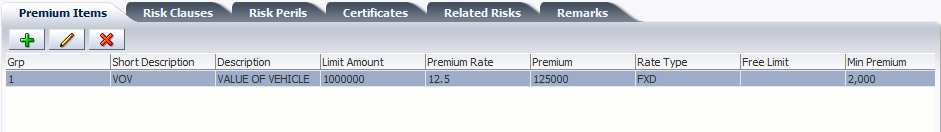 Premium Items Risk Clauses Risk Perils Certificates Related Risks Remarks
Grp Short Description Description Limit Amount Premium Rate Premium Rate Type Free Limit Min Premium
1 VOV VALUE OF VEHICLE 1000000 12.5 125000 FXD 2,000